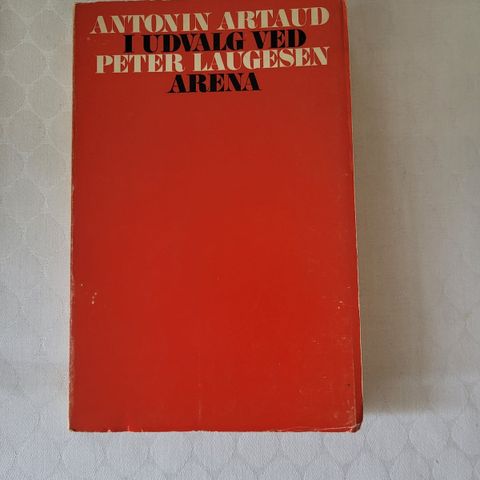 ANTONIN ARTAUD
I UDVALG VED
PETER LAUGESEN
ARENA